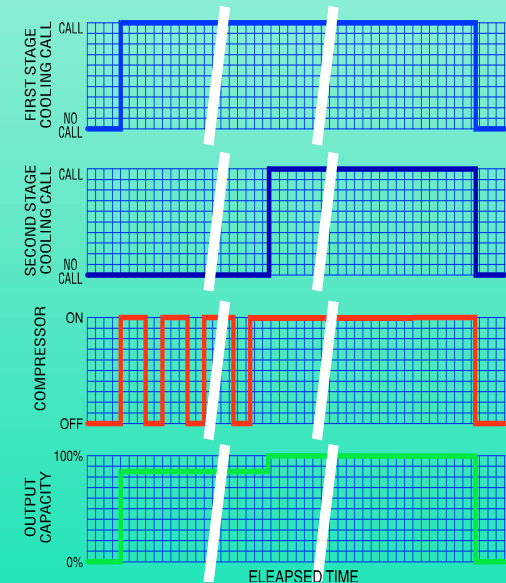 FIRST STAGE
COOLING CALL
CALL
NO
CALL
SECOND STAGE
COOLING CALL
CALL
NO
CALL
COMPRESSOR
ON
OFF
OUTPUT
CAPACITY
100%
0%
ELEAPSED TIME